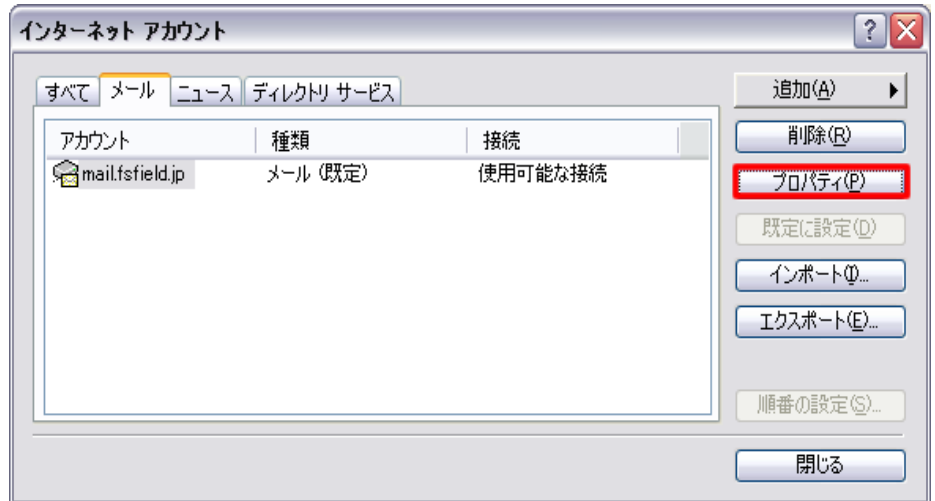 インターネット アカウント
すべて メール ニュース ディレクトリ サービス
追加(A)
アカウント 種類 接続
削除(R)
mail.fsfield.jp メール (既定) 使用可能な接続
プロパティ(P)
既定に設定(D)
インポート(I)...
エクスポート(E)...
順番の設定(S)...
閉じる